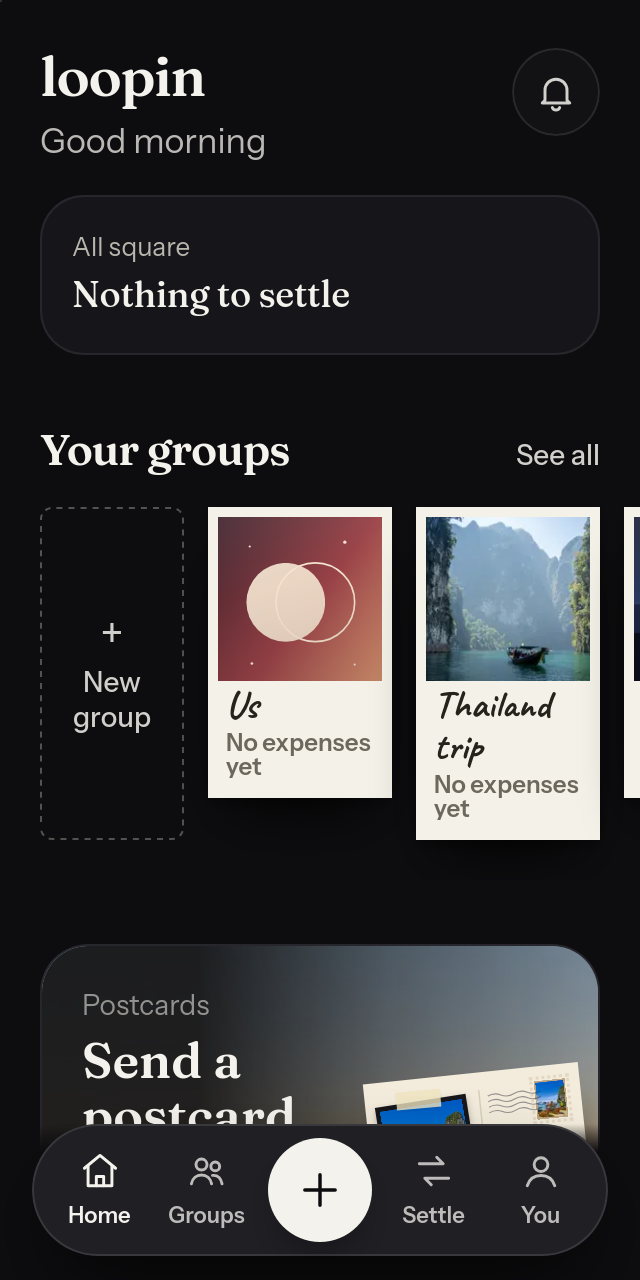 loopin
Good morning
All square
Nothing to settle
Your groups
See all
+
New
group
Us
No expenses
yet
Thailand
trip
No expenses
yet
Postcards
Send a
postcard
Home
Groups
Settle
You